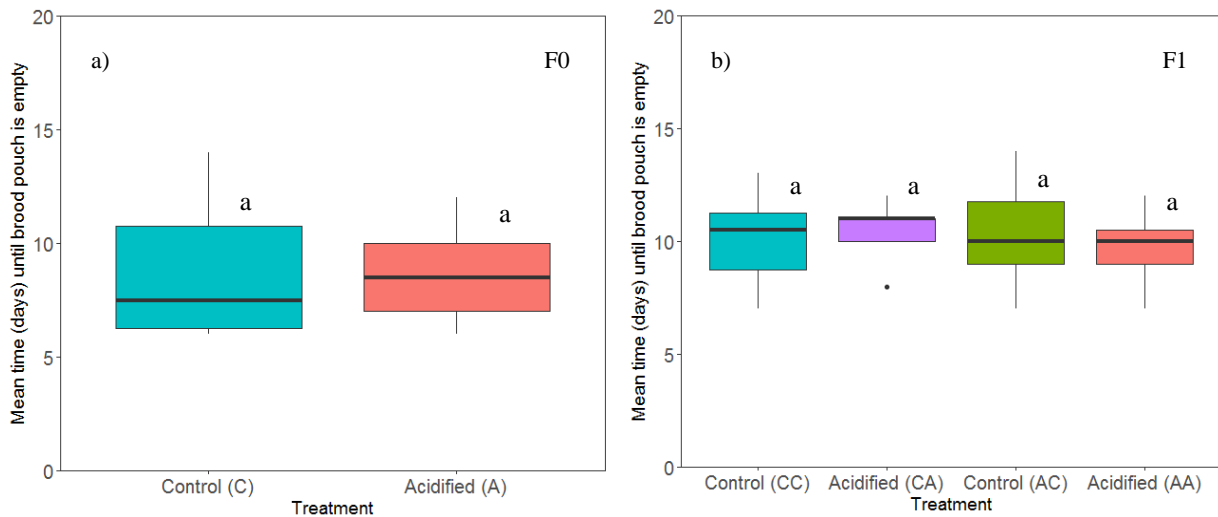 Mean time (days) until brood pouch is empty
20
15
10
5
0
a)
F0
a
a
Control (C)
Acidified (A)
Treatment
Mean time (days) until brood pouch is empty
20
15
10
5
0
b)
F1
a
a
a
a
Control (CC)
Acidified (CA)
Control (AC)
Acidified (AA)
Treatment